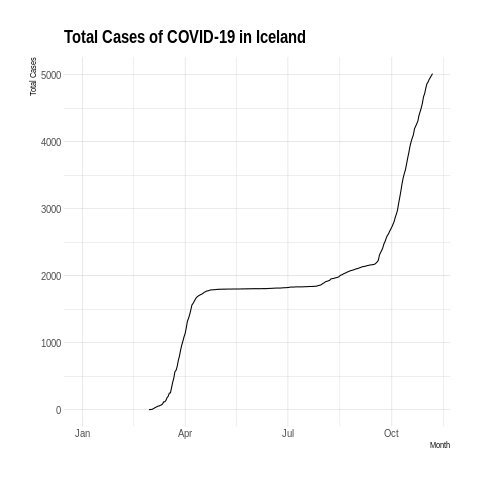 Total Cases of COVID-19 in Iceland
Total Cases
5000
4000
3000
2000
1000
0
Jan Apr Jul Oct
Month